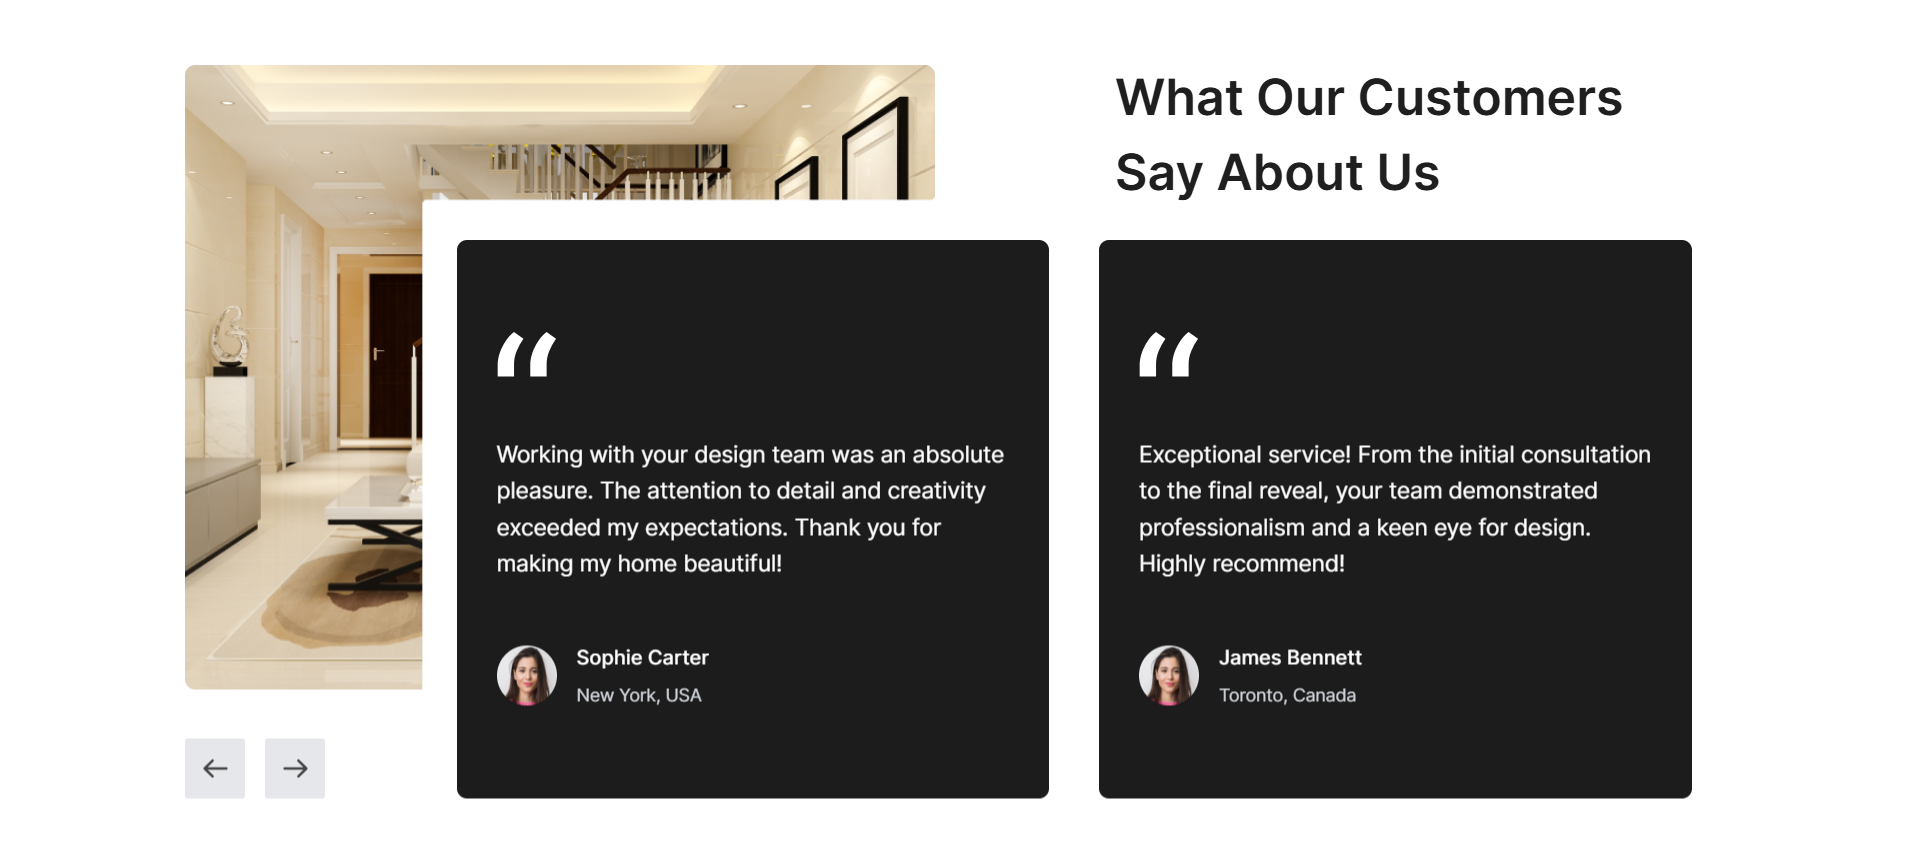 What Our Customers
Say About Us
“
Working with your design team was an absolute
pleasure. The attention to detail and creativity
exceeded my expectations. Thank you for
making my home beautiful!
Sophie Carter
New York, USA
“
Exceptional service! From the initial consultation
to the final reveal, your team demonstrated
professionalism and a keen eye for design.
Highly recommend!
James Bennett
Toronto, Canada